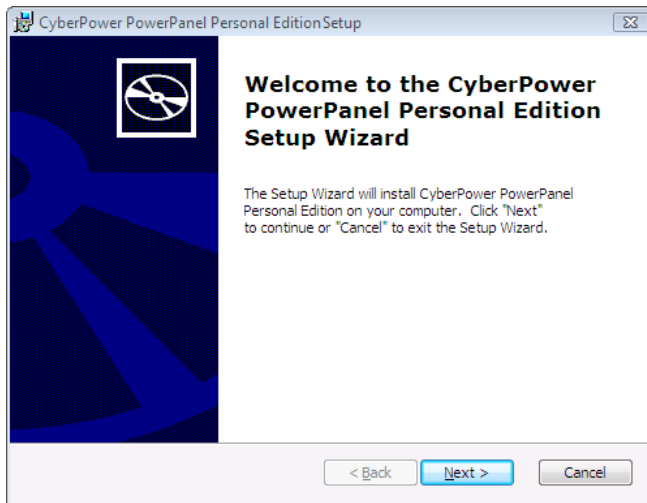 CyberPower PowerPanel Personal Edition Setup
Welcome to the CyberPower
PowerPanel Personal Edition
Setup Wizard
The Setup Wizard will install CyberPower PowerPanel
Personal Edition on your computer.  Click "Next"
to continue or "Cancel" to exit the Setup Wizard.
< Back
Next >
Cancel